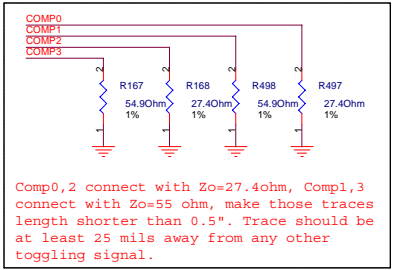 COMP0
COMP1
COMP2
COMP3
2 2 2 2
R167 R168 R498 R497
54.9Ohm 27.4Ohm 54.9Ohm 27.4Ohm
1% 1% 1% 1%
1 1 1 1
Comp0,2 connect with Zo=27.4ohm, Comp1,3
connect with Zo=55 ohm, make those traces
length shorter than 0.5". Trace should be
at least 25 mils away from any other
toggling signal.